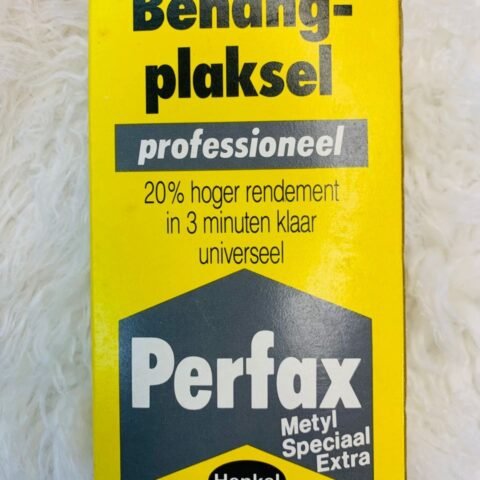 Behang-
plaksel
professioneel
20% hoger rendement
in 3 minuten klaar
universeel
Perfax
Metyl
Speciaal
Extra
Henkel